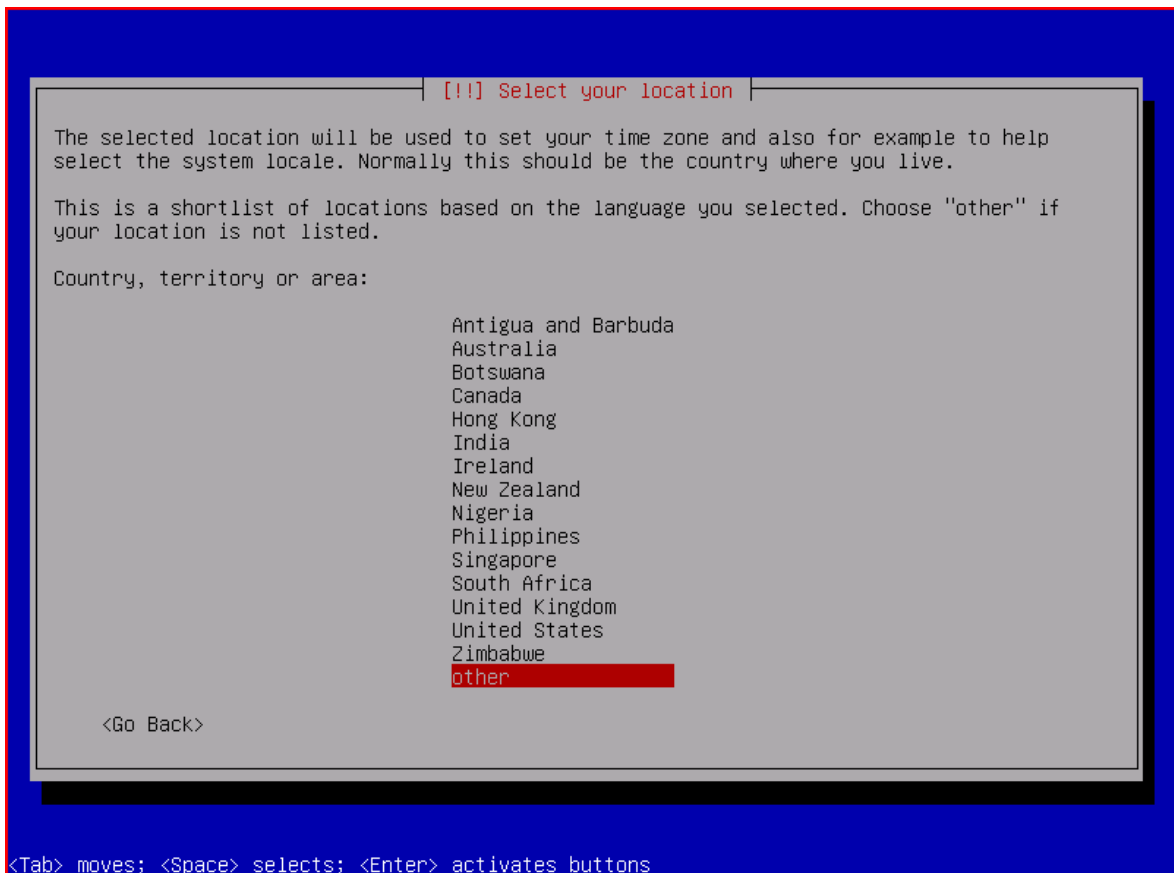 [!!] Select your location
The selected location will be used to set your time zone and also for example to help
select the system locale. Normally this should be the country where you live.
This is a shortlist of locations based on the language you selected. Choose "other" if
your location is not listed.
Country, territory or area:
Antigua and Barbuda
Australia
Botswana
Canada
Hong Kong
India
Ireland
New Zealand
Nigeria
Philippines
Singapore
South Africa
United Kingdom
United States
Zimbabwe
other
<Go Back>
<Tab> moves; <Space> selects; <Enter> activates buttons